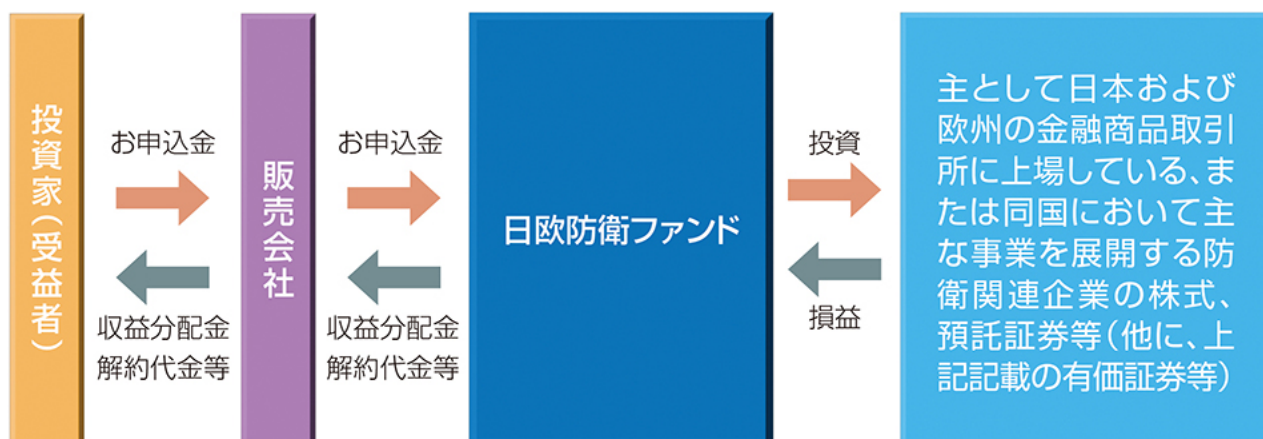 投資家（受益者）
お申込金
収益分配金
解約代金等
販売会社
お申込金
収益分配金
解約代金等
日欧防衛ファンド
投資
損益
主として日本および
欧州の金融商品取引
所に上場している、ま
たは同国において主
な事業を展開する防
衛関連企業の株式、
預託証券等（他に、上
記記載の有価証券等）